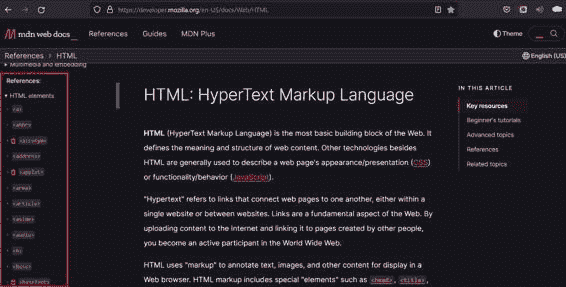 https://developer.mozilla.org/en-US/docs/Web/HTML
mdn web docs_
References
Guides
MDN Plus
Theme
References > HTML
English (US)
Multimedia and embedding
References:
HTML elements
<a>
<abbr>
<acronym>
<address>
<applet>
<area>
<article>
<aside>
<audio>
<b>
<base>
<basefont>
HTML: HyperText Markup Language
HTML (HyperText Markup Language) is the most basic building block of the Web. It
defines the meaning and structure of web content. Other technologies besides
HTML are generally used to describe a web page's appearance/presentation (CSS)
or functionality/behavior (JavaScript).
"Hypertext" refers to links that connect web pages to one another, either within a
single website or between websites. Links are a fundamental aspect of the Web. By
uploading content to the Internet and linking it to pages created by other people,
you become an active participant in the World Wide Web.
HTML uses "markup" to annotate text, images, and other content for display in a
Web browser. HTML markup includes special "elements" such as <head>, <title>,
IN THIS ARTICLE
Key resources
Beginner's tutorials
Advanced topics
References
Related topics